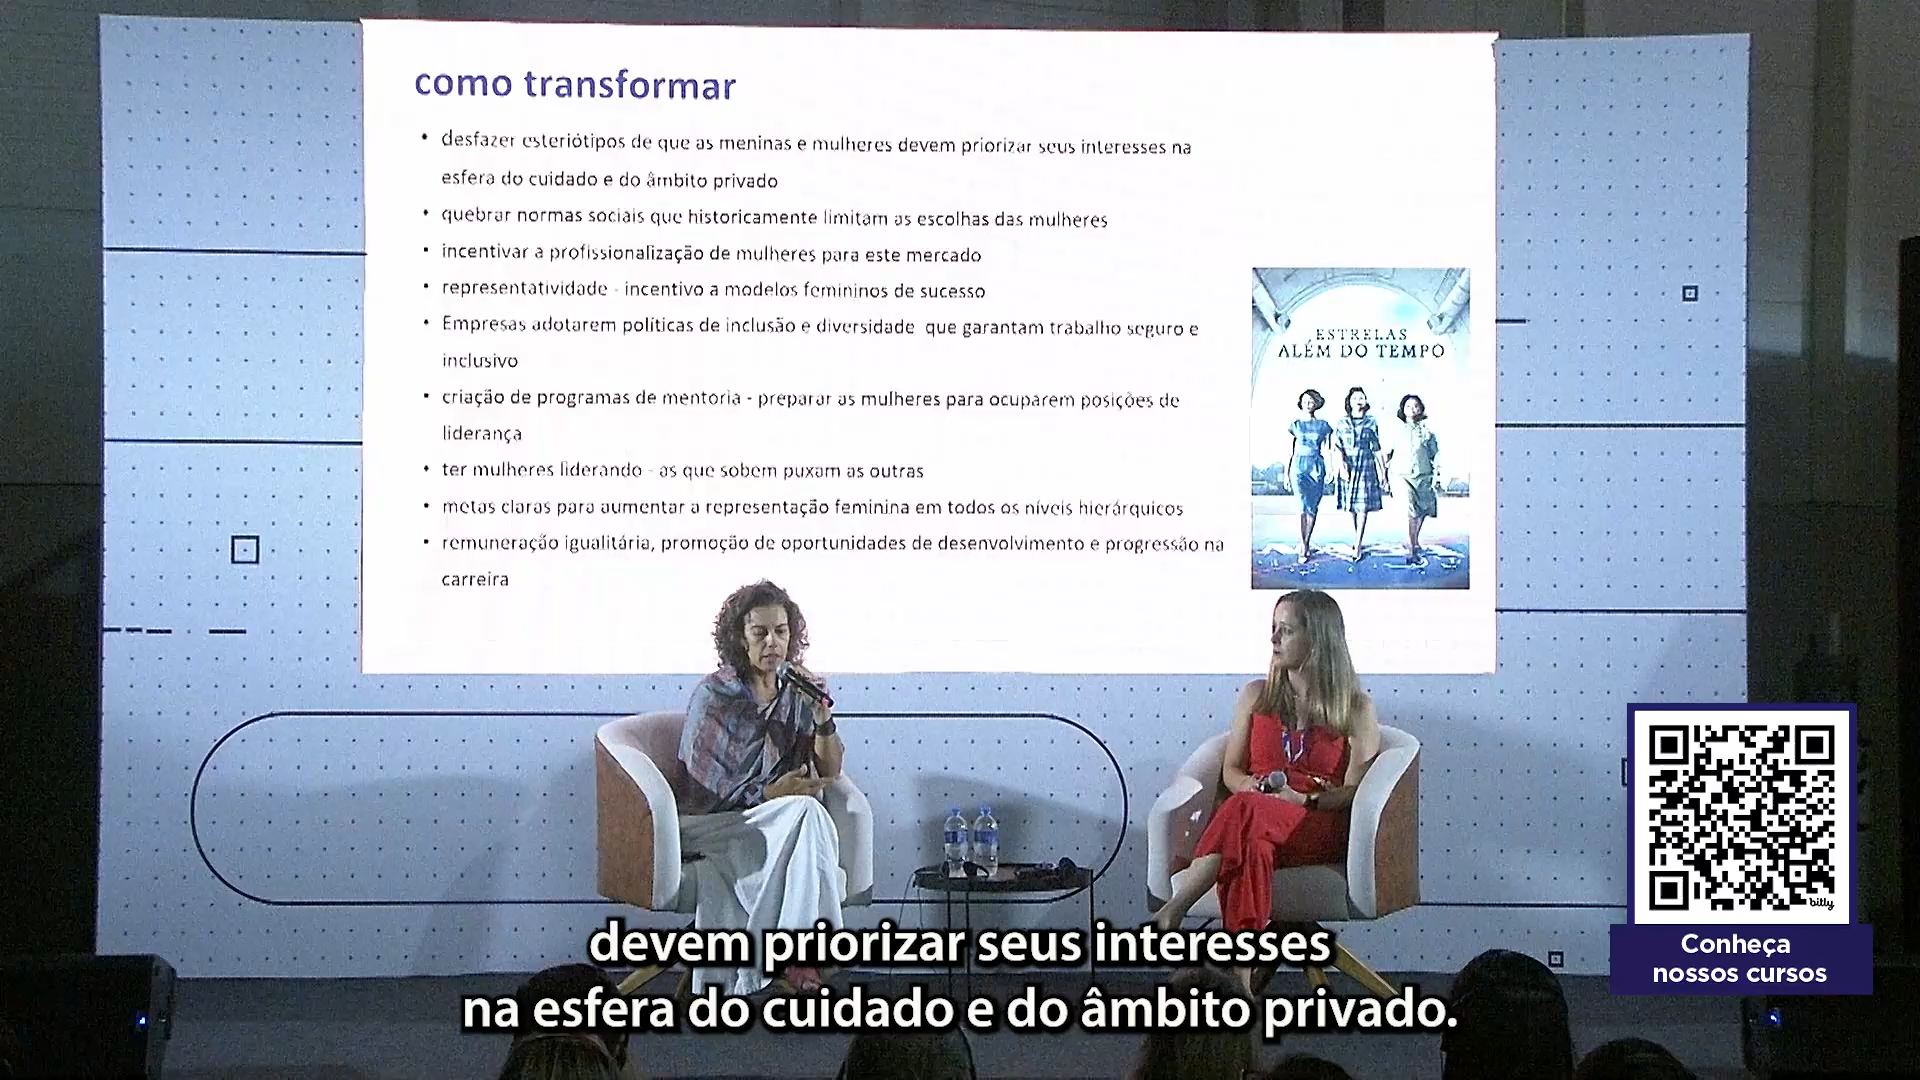 como transformar
• desfazer esteriótipos de que as meninas e mulheres devem priorizar seus interesses na
esfera do cuidado e do âmbito privado
• quebrar normas sociais que historicamente limitam as escolhas das mulheres
• incentivar a profissionalização de mulheres para este mercado
• representatividade - incentivo a modelos femininos de sucesso
• Empresas adotarem políticas de inclusão e diversidade que garantam trabalho seguro e
inclusivo
• criação de programas de mentoria - preparar as mulheres para ocuparem posições de
liderança
• ter mulheres liderando - as que sobem puxam as outras
• metas claras para aumentar a representação feminina em todos os níveis hierárquicos
• remuneração igualitária, promoção de oportunidades de desenvolvimento e progressão na
carreira
ESTRELAS
ALÉM DO TEMPO
bitly
Conheça
nossos cursos
devem priorizar seus interesses
na esfera do cuidado e do âmbito privado.